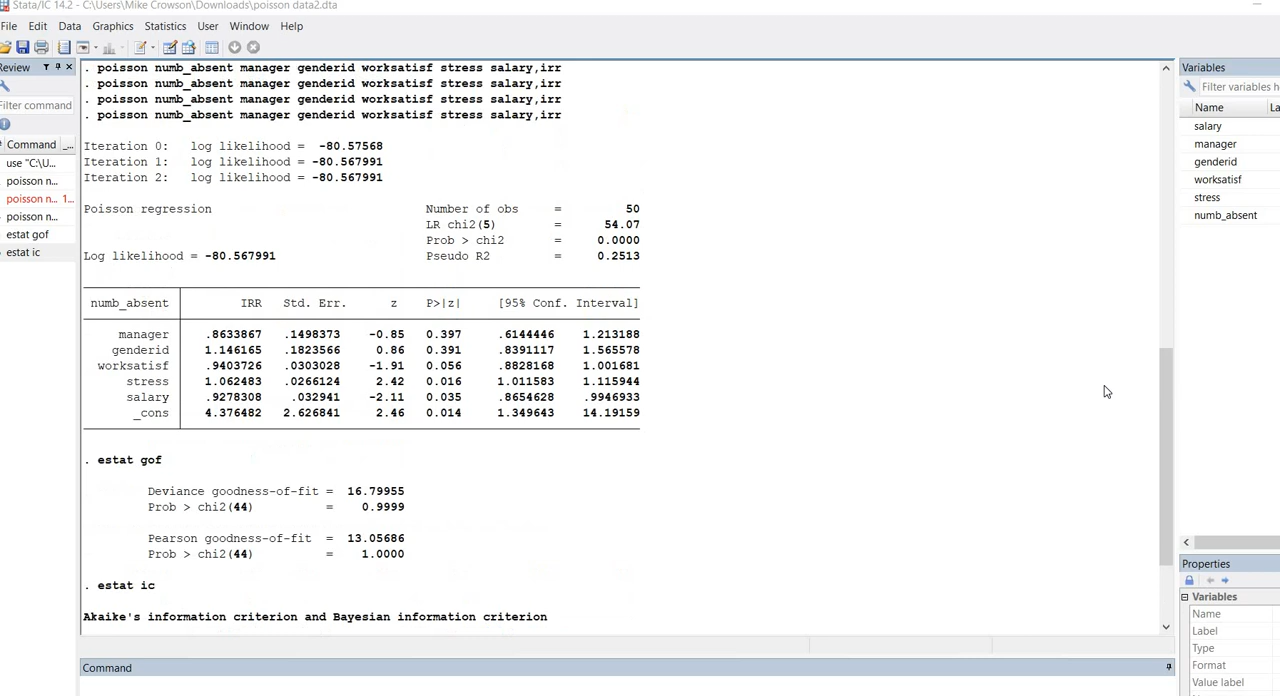 Stata/IC 14.2 - C:\Users\Mike Crowson\Downloads\poisson data2.dta
File Edit Data Graphics Statistics User Window Help
Review
Filter command
Command
use "C:\U...
poisson n...
poisson n... 1...
poisson n...
estat gof
estat ic
. poisson numb_absent manager genderid worksatisf stress salary,irr
. poisson numb_absent manager genderid worksatisf stress salary,irr
. poisson numb_absent manager genderid worksatisf stress salary,irr
. poisson numb_absent manager genderid worksatisf stress salary,irr
Iteration 0: log likelihood = -80.57568
Iteration 1: log likelihood = -80.567991
Iteration 2: log likelihood = -80.567991
Poisson regression Number of obs = 50
LR chi2(5) = 54.07
Prob > chi2 = 0.0000
Log likelihood = -80.567991 Pseudo R2 = 0.2513
numb_absent IRR Std. Err. z P>|z| [95% Conf. Interval]
manager .8633867 .1498373 -0.85 0.397 .6144446 1.213188
genderid 1.146165 .1823566 0.86 0.391 .8391117 1.565578
worksatisf .9403726 .0303028 -1.91 0.056 .8828168 1.001681
stress 1.062483 .0266124 2.42 0.016 1.011583 1.115944
salary .9278308 .032941 -2.11 0.035 .8654628 .9946933
_cons 4.376482 2.626841 2.46 0.014 1.349643 14.19159
. estat gof
Deviance goodness-of-fit = 16.79955
Prob > chi2(44) = 0.9999
Pearson goodness-of-fit = 13.05686
Prob > chi2(44) = 1.0000
. estat ic
Akaike's information criterion and Bayesian information criterion
Command
Variables
Filter variables h
Name La
salary
manager
genderid
worksatisf
stress
numb_absent
Properties
Variables
Name
Label
Type
Format
Value label